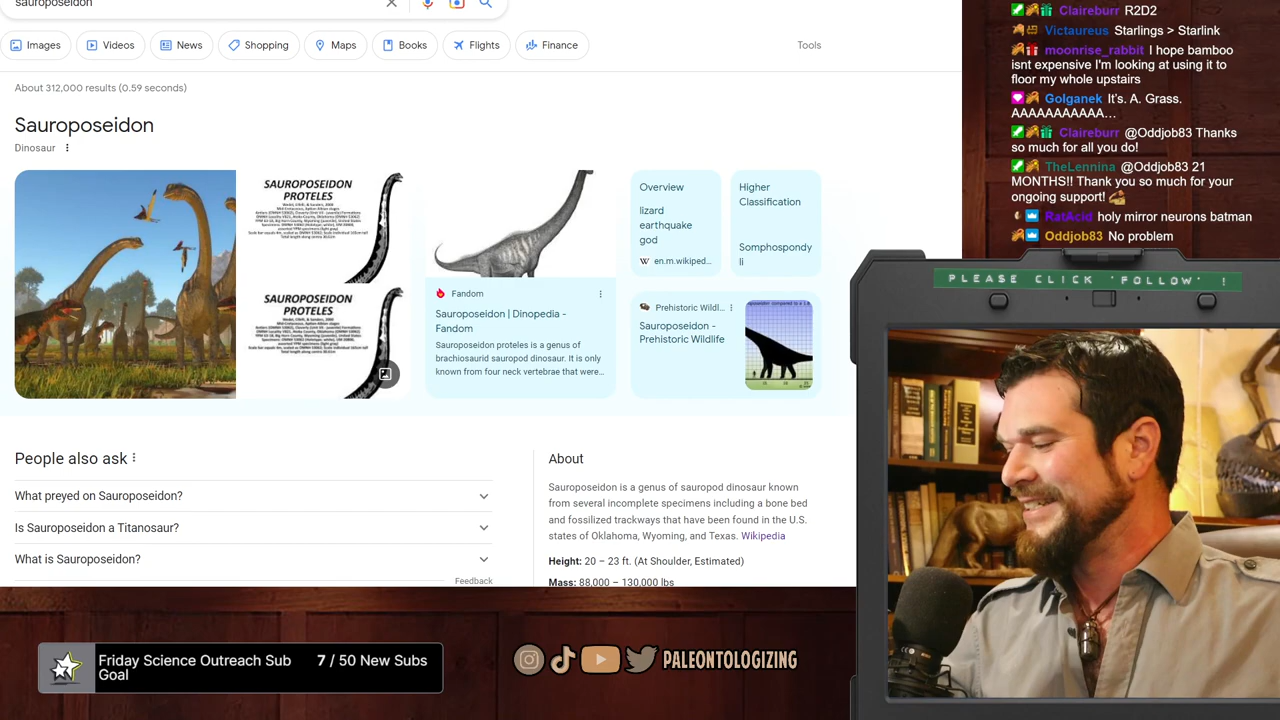 sauroposeidon
Images
Videos
News
Shopping
Maps
Books
Flights
Finance
Tools
About 312,000 results (0.59 seconds)
Sauroposeidon
Dinosaur
SAUROPOSEIDON
PROTELES
SAUROPOSEIDON
PROTELES
Fandom
Sauroposeidon | Dinopedia -
Fandom
Sauroposeidon proteles is a genus of
brachiosaurid sauropod dinosaur. It is only
known from four neck vertebrae that were...
Overview
lizard
earthquake
god
W en.m.wikiped...
Higher
Classification
Somphospondy
li
Prehistoric Wildl...
Sauroposeidon -
Prehistoric Wildlife
People also ask
What preyed on Sauroposeidon?
Is Sauroposeidon a Titanosaur?
What is Sauroposeidon?
Feedback
About
Sauroposeidon is a genus of sauropod dinosaur known
from several incomplete specimens including a bone bed
and fossilized trackways that have been found in the U.S.
states of Oklahoma, Wyoming, and Texas. Wikipedia
Height: 20 – 23 ft. (At Shoulder, Estimated)
Mass: 88,000 – 130,000 lbs
Claireburr R2D2
Victaureus Starlings > Starlink
moonrise_rabbit I hope bamboo
isnt expensive I'm looking at using it to
floor my whole upstairs
Golganek It's. A. Grass.
AAAAAAAAAAA...
Claireburr @Oddjob83 Thanks
so much for all you do!
TheLennina @Oddjob83 21
MONTHS!! Thank you so much for your
ongoing support!
RatAcid holy mirror neurons batman
Oddjob83 No problem
PLEASE CLICK 'FOLLOW' !
Friday Science Outreach Sub
Goal
7 / 50 New Subs
PALEONTOLOGIZING